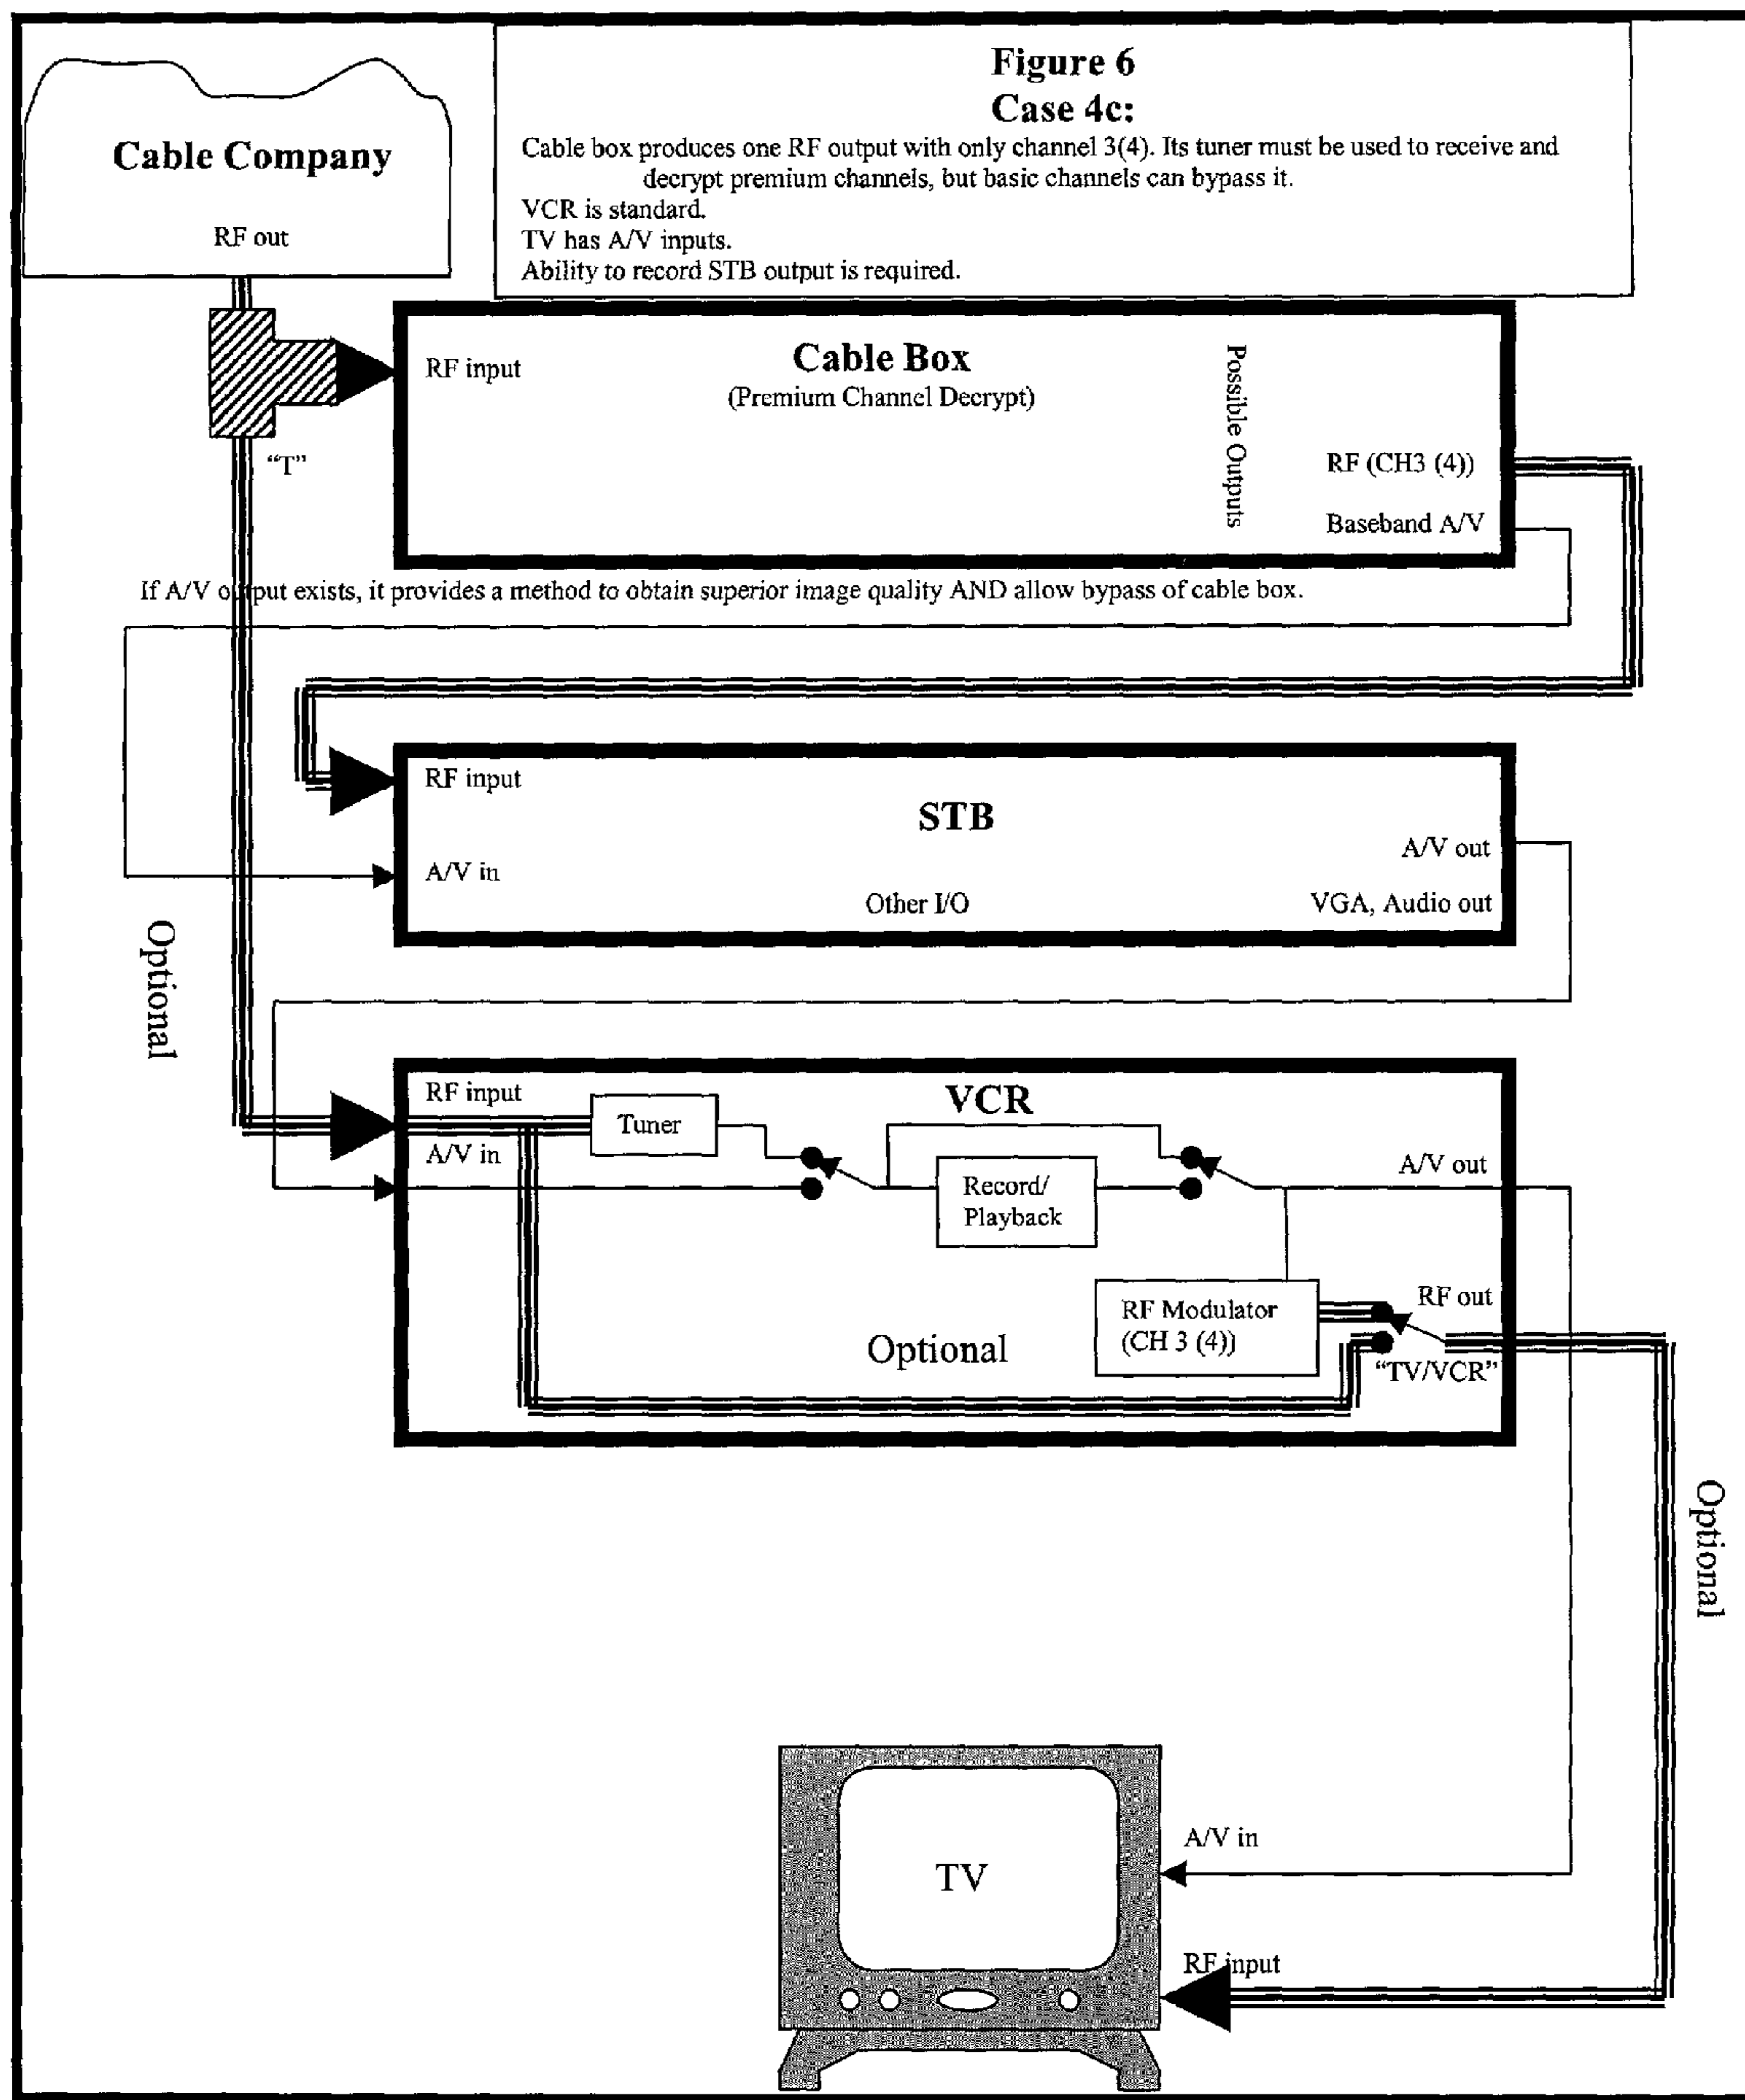 Figure 6
Case 4c:
Cable box produces one RF output with only channel 3(4). Its tuner must be used to receive and
decrypt premium channels, but basic channels can bypass it.
VCR is standard.
TV has A/V inputs.
Ability to record STB output is required.
Cable Company
RF out
“T”
RF input
Cable Box
(Premium Channel Decrypt)
Possible Outputs
RF (CH3 (4))
Baseband A/V
If A/V output exists, it provides a method to obtain superior image quality AND allow bypass of cable box.
RF input
STB
A/V out
A/V in
Other I/O
VGA, Audio out
Optional
RF input
VCR
Tuner
A/V in
A/V out
Record/
Playback
RF out
RF Modulator
(CH 3 (4))
Optional
“TV/VCR”
Optional
A/V in
TV
RF input